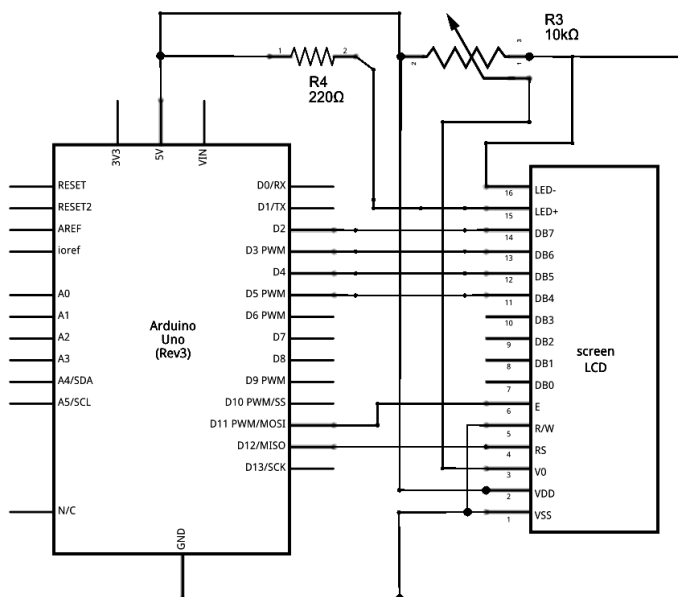 R3
10kΩ
1
2
2
3
1
R4
220Ω
3V3
5V
VIN
RESET
RESET2
AREF
ioref
A0
A1
A2
A3
A4/SDA
A5/SCL
N/C
GND
Arduino
Uno
(Rev3)
D0/RX
D1/TX
D2
D3 PWM
D4
D5 PWM
D6 PWM
D7
D8
D9 PWM
D10 PWM/SS
D11 PWM/MOSI
D12/MISO
D13/SCK
16 LED-
15 LED+
14 DB7
13 DB6
12 DB5
11 DB4
10 DB3
9 DB2
8 DB1
7 DB0
6 E
5 R/W
4 RS
3 V0
2 VDD
1 VSS
screen
LCD